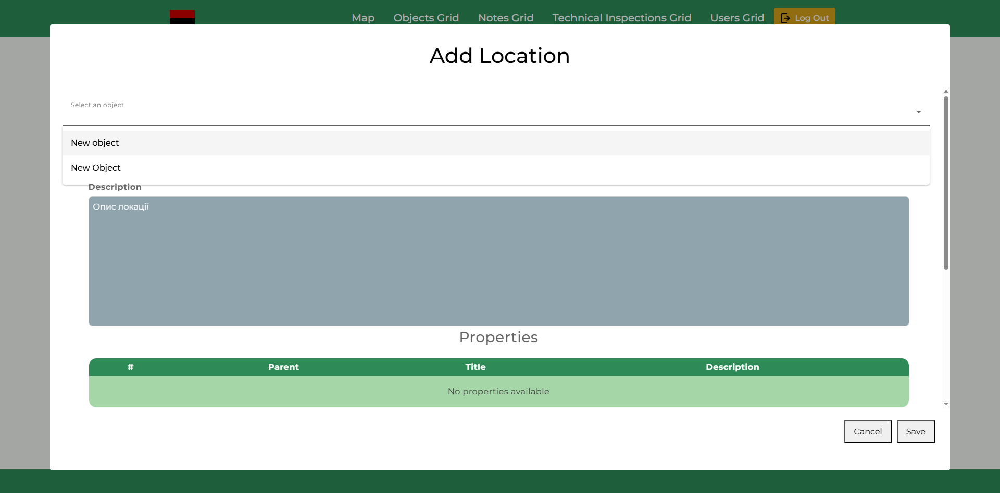 Map Objects Grid Notes Grid Technical Inspections Grid Users Grid Log Out
Add Location
Select an object
New object
New Object
Description
Опис локації
Properties
# Parent Title Description
No properties available
Cancel Save